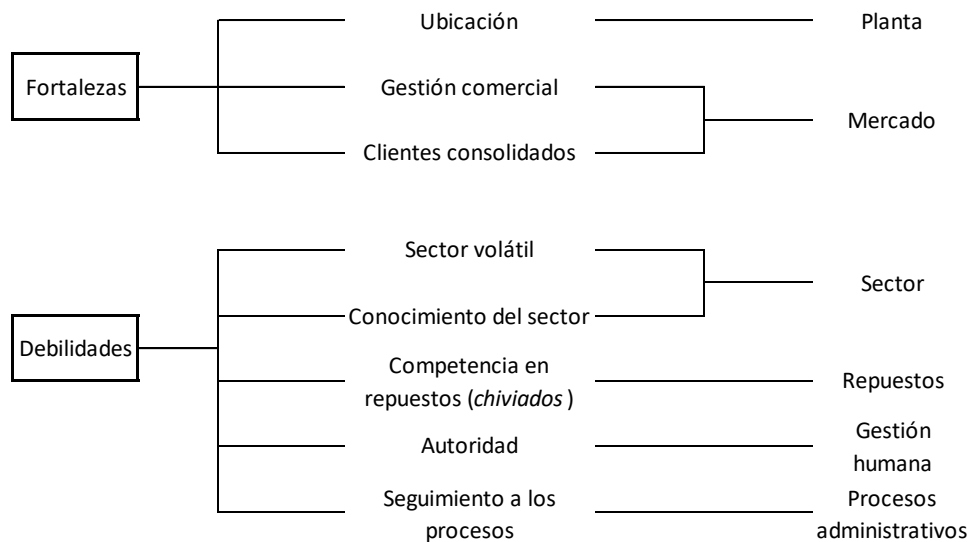 Ubicación
Planta
Fortalezas
Gestión comercial
Mercado
Clientes consolidados
Sector volátil
Sector
Conocimiento del sector
Debilidades
Competencia en
repuestos (chiviados)
Repuestos
Autoridad
Gestión
humana
Seguimiento a los
procesos
Procesos
administrativos